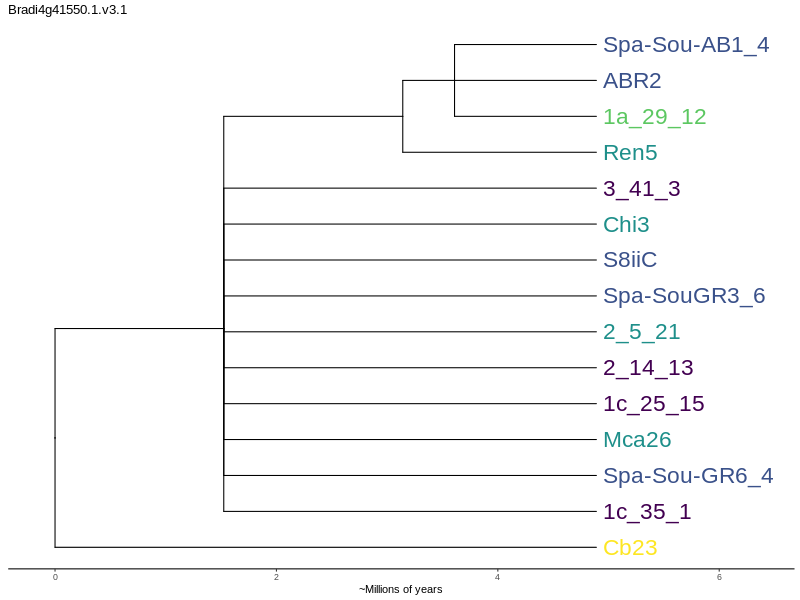 Bradi4g41550.1.v3.1
Spa-Sou-AB1_4
ABR2
1a_29_12
Ren5
3_41_3
Chi3
S8iiC
Spa-SouGR3_6
2_5_21
2_14_13
1c_25_15
Mca26
Spa-Sou-GR6_4
1c_35_1
Cb23
0 2 4 6
~Millions of years